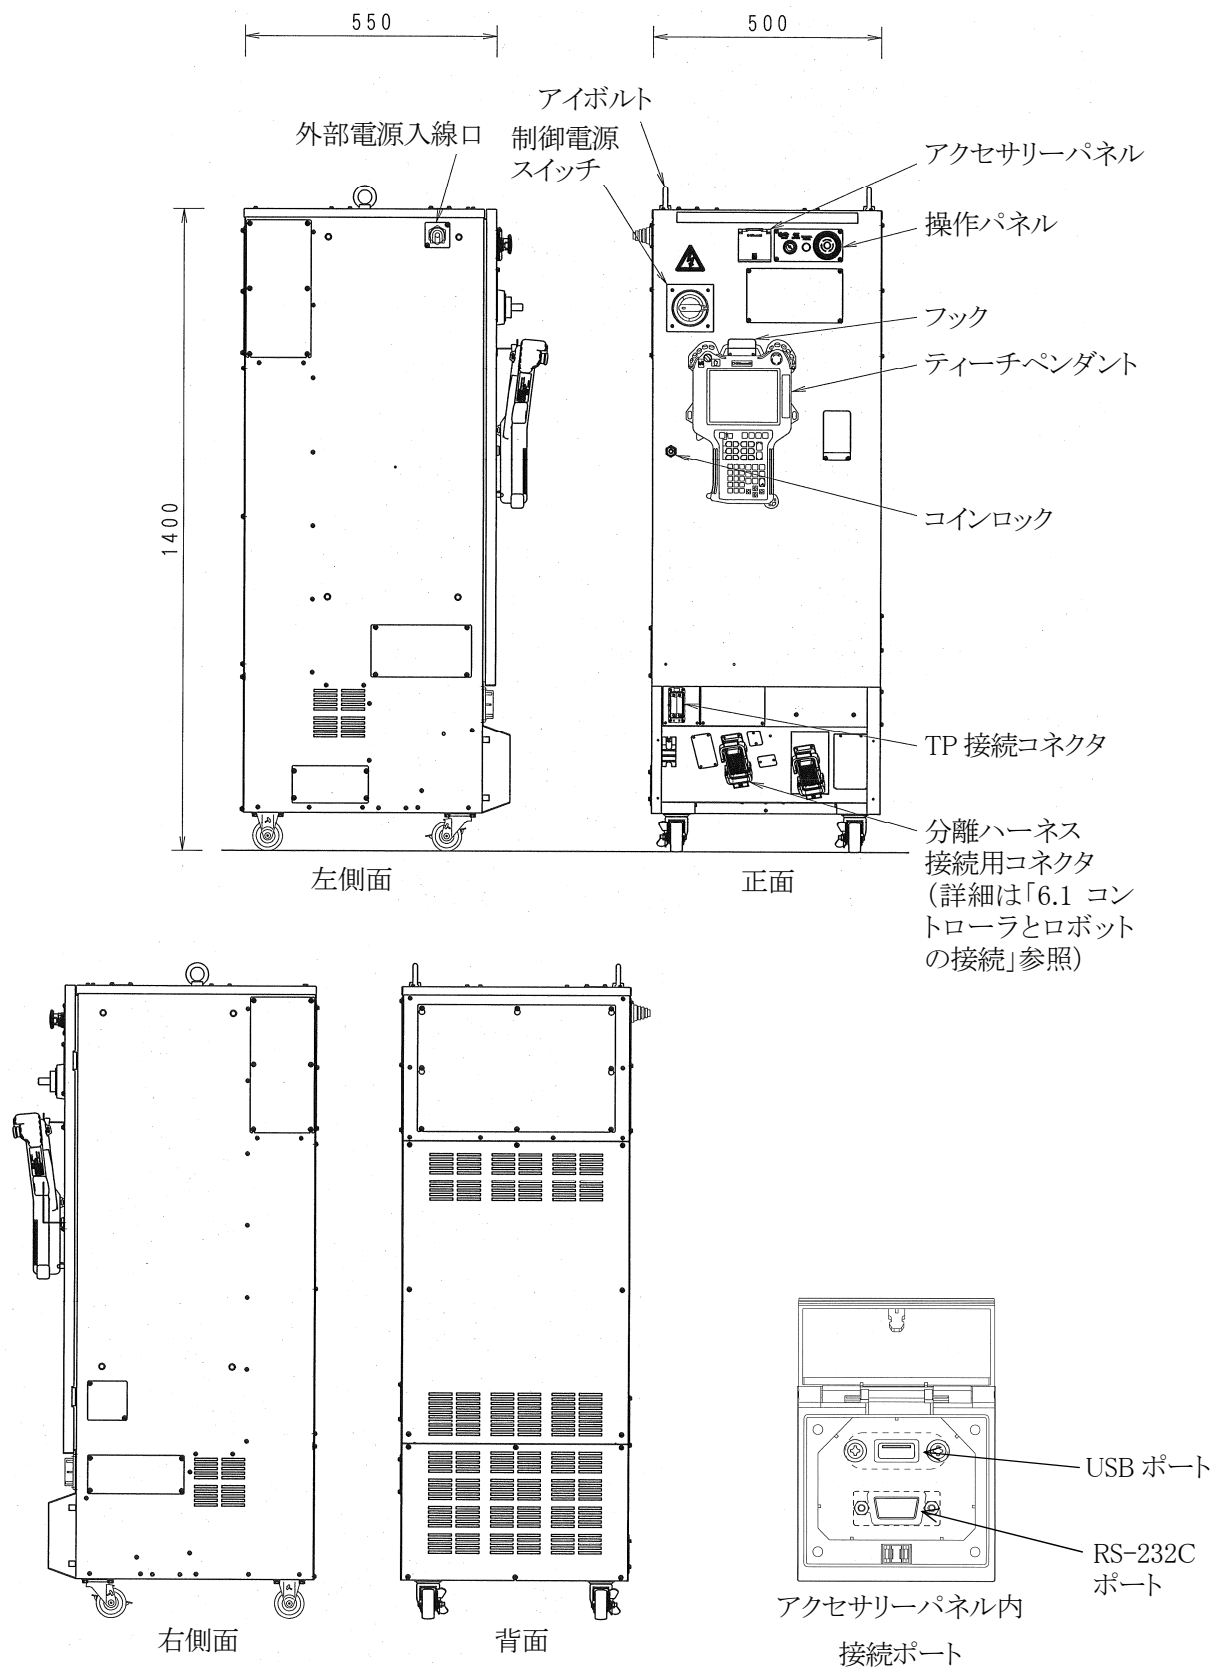 550
500
アイボルト
外部電源入線口
制御電源
スイッチ
アクセサリーパネル
操作パネル
フック
ティーチペンダント
コインロック
1400
TP 接続コネクタ
分離ハーネス
接続用コネクタ
(詳細は「6.1 コン
トローラとロボット
の接続」参照)
左側面
正面
USB ポート
RS-232C
ポート
アクセサリーパネル内
接続ポート
右側面
背面